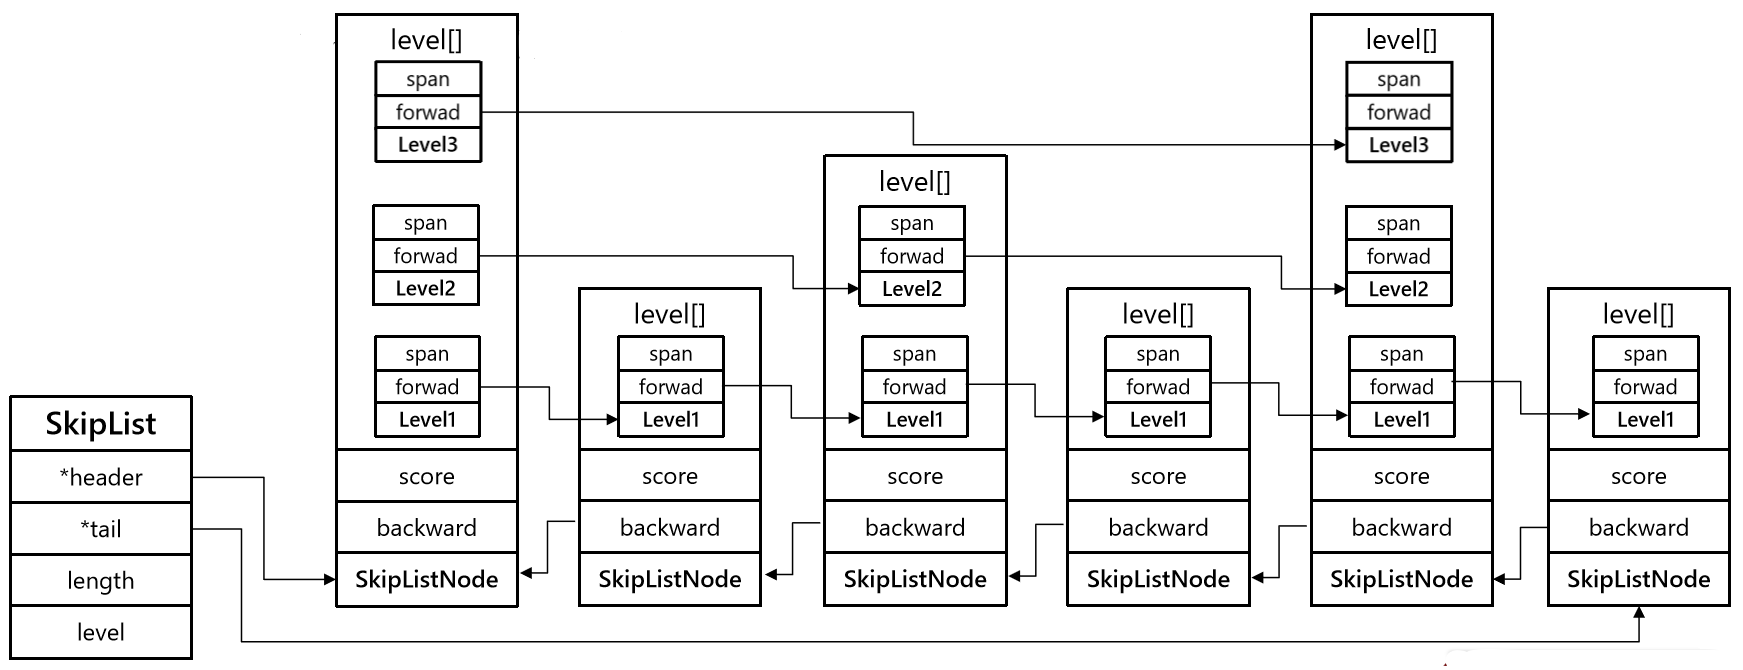 SkipList
*header
*tail
length
level
level[]
span
forwad
Level3
span
forwad
Level2
span
forwad
Level1
score
backward
SkipListNode
level[]
span
forwad
Level1
score
backward
SkipListNode
level[]
span
forwad
Level2
span
forwad
Level1
score
backward
SkipListNode
level[]
span
forwad
Level1
score
backward
SkipListNode
level[]
span
forwad
Level3
span
forwad
Level2
span
forwad
Level1
score
backward
SkipListNode
level[]
span
forwad
Level1
score
backward
SkipListNode